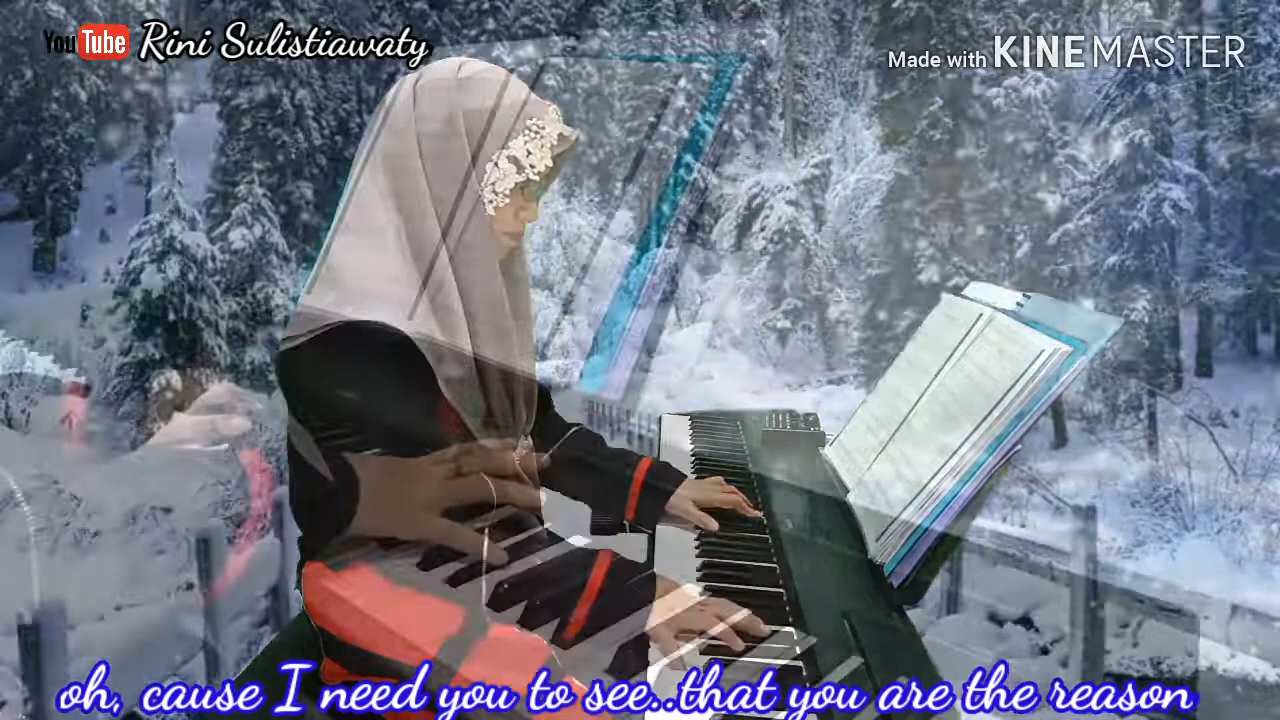 YouTube Rini Sulistiawaty
Made with KINEMASTER
oh, cause I need you to see..that you are the reason